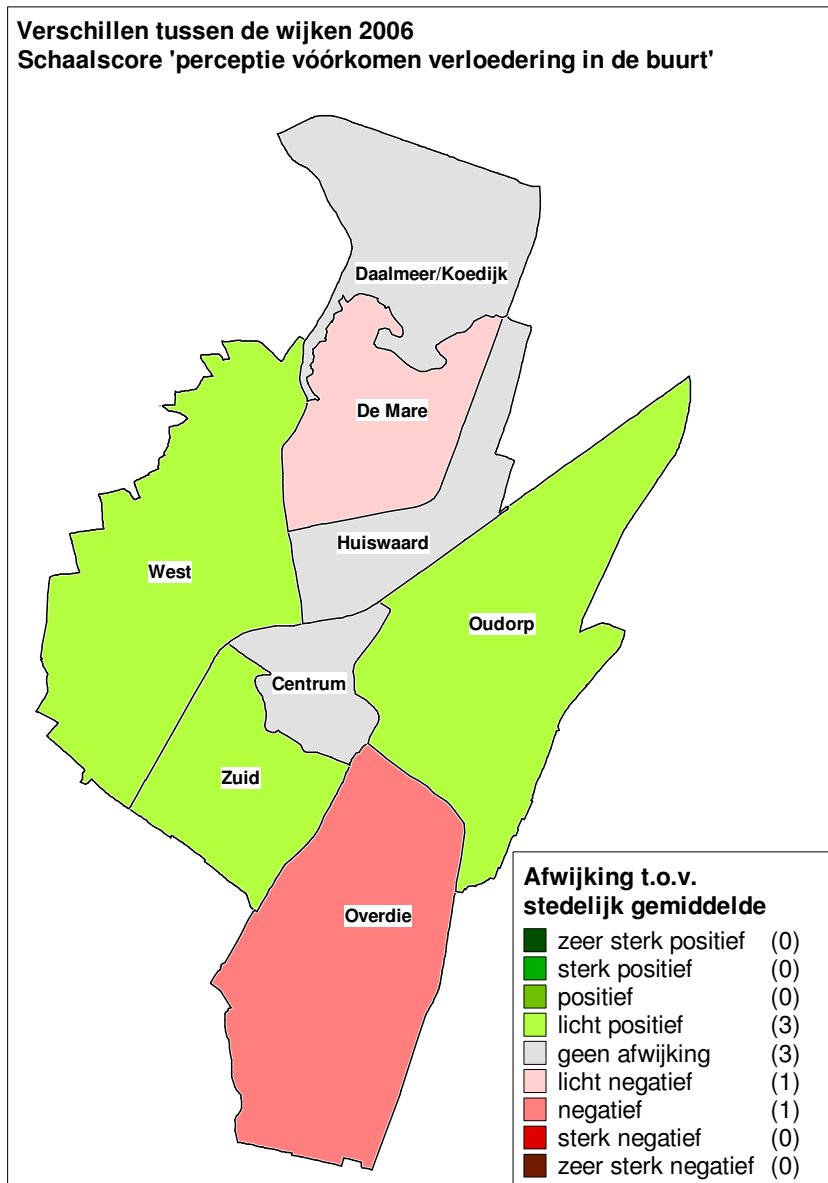 Verschillen tussen de wijken 2006
Schaalscore 'perceptie vóórkomen verloedering in de buurt'
Daalmeer/Koedijk
De Mare
Huiswaard
West
Oudorp
Centrum
Zuid
Overdie
Afwijking t.o.v.
stedelijk gemiddelde
zeer sterk positief (0)
sterk positief (0)
positief (0)
licht positief (3)
geen afwijking (3)
licht negatief (1)
negatief (1)
sterk negatief (0)
zeer sterk negatief (0)